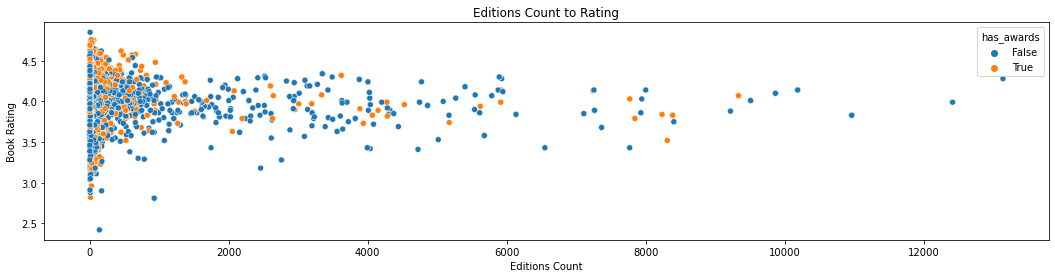 Editions Count to Rating
has_awards
False
True
Book Rating
4.5
4.0
3.5
3.0
2.5
0 2000 4000 6000 8000 10000 12000
Editions Count